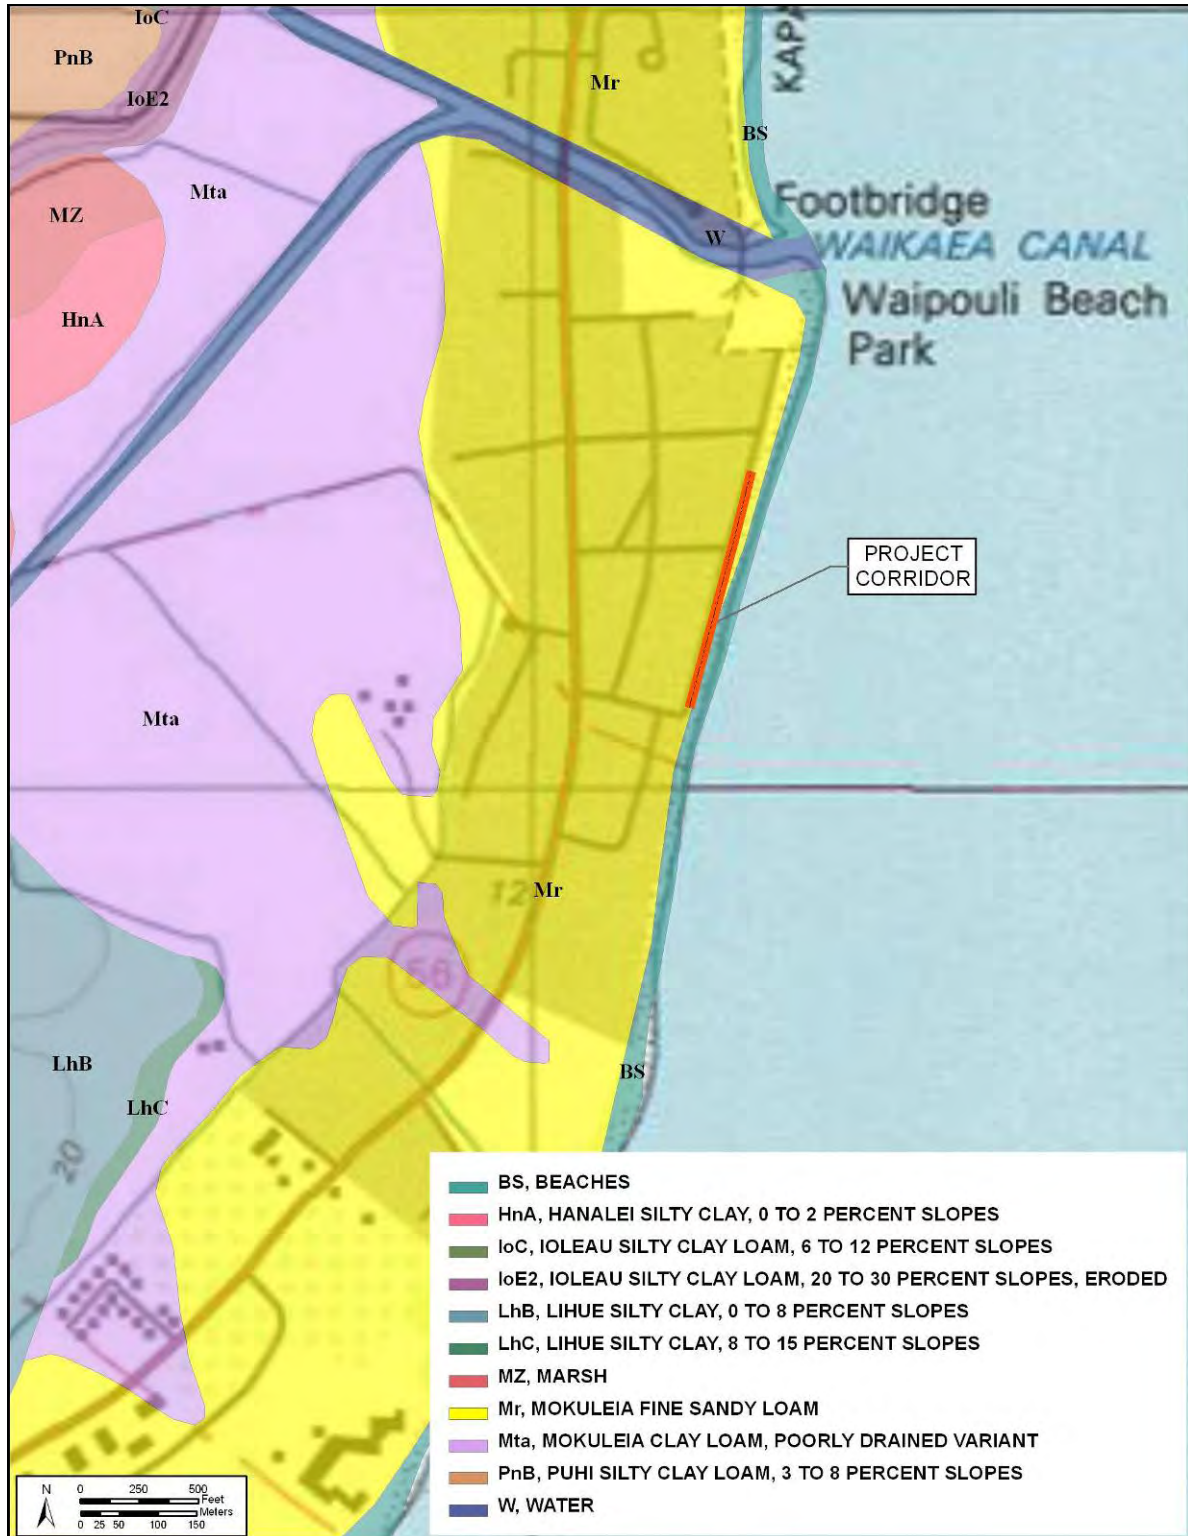 IoC
PnB
IoE2
Mr
KAPA
BS
MZ
Mta
HnA
W
Footbridge
WAIKAEA CANAL
Waipouli Beach
Park
PROJECT
CORRIDOR
Mta
12
Mr
56
LhB
LhC
20
BS
BS, BEACHES
HnA, HANALEI SILTY CLAY, 0 TO 2 PERCENT SLOPES
IoC, IOLEAU SILTY CLAY LOAM, 6 TO 12 PERCENT SLOPES
IoE2, IOLEAU SILTY CLAY LOAM, 20 TO 30 PERCENT SLOPES, ERODED
LhB, LIHUE SILTY CLAY, 0 TO 8 PERCENT SLOPES
LhC, LIHUE SILTY CLAY, 8 TO 15 PERCENT SLOPES
MZ, MARSH
Mr, MOKULEIA FINE SANDY LOAM
Mta, MOKULEIA CLAY LOAM, POORLY DRAINED VARIANT
PnB, PUHI SILTY CLAY LOAM, 3 TO 8 PERCENT SLOPES
W, WATER
N
0 250 500
Feet
Meters
0 25 50 100 150